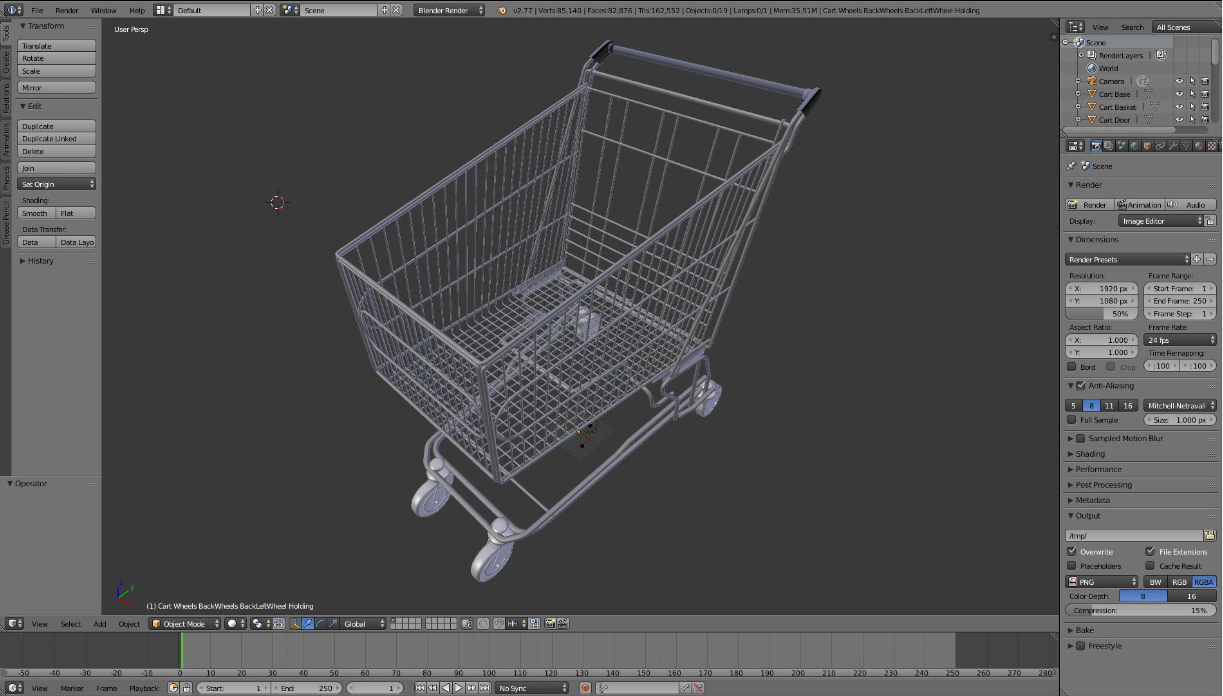 File Render Window Help Default Scene Blender Render v2.77 | Verts:85,140 | Faces:82,876 | Tris:162,552 | Objects:0/19 | Lamps:0/1 | Mem:35.91M | Cart Wheels BackWheels BackLeftWheel Holding
Tools
Create
Relations
Animation
Physics
Grease Pencil
Transform
Translate
Rotate
Scale
Mirror
Edit
Duplicate
Duplicate Linked
Delete
Join
Set Origin
Shading:
Smooth Flat
Data Transfer:
Data Data Layo
History
Operator
User Persp
(1) Cart Wheels BackWheels BackLeftWheel Holding
View Select Add Object Object Mode Global
-50 -40 -30 -20 -10 0 10 20 30 40 50 60 70 80 90 100 110 120 130 140 150 160 170 180 190 200 210 220 230 240 250 260 270 280
View Marker Frame Playback Start: 1 End: 250 1 No Sync
View Search All Scenes
Scene
RenderLayers
World
Camera
Cart Base
Cart Basket
Cart Door
Scene
Render
Render Animation Audio
Display: Image Editor
Dimensions
Render Presets
Resolution: Frame Range:
X: 1920 px Start Frame: 1
Y: 1080 px End Frame: 250
50% Frame Step: 1
Aspect Ratio: Frame Rate:
X: 1.000 24 fps
Y: 1.000 Time Remapping:
Bord Crop :100 :100
Anti-Aliasing
5 8 11 16 Mitchell-Netravali
Full Sample Size: 1.000 px
Sampled Motion Blur
Shading
Performance
Post Processing
Metadata
Output
/tmp/
Overwrite File Extensions
Placeholders Cache Result
PNG BW RGB RGBA
Color Depth: 8 16
Compression: 15%
Bake
Freestyle